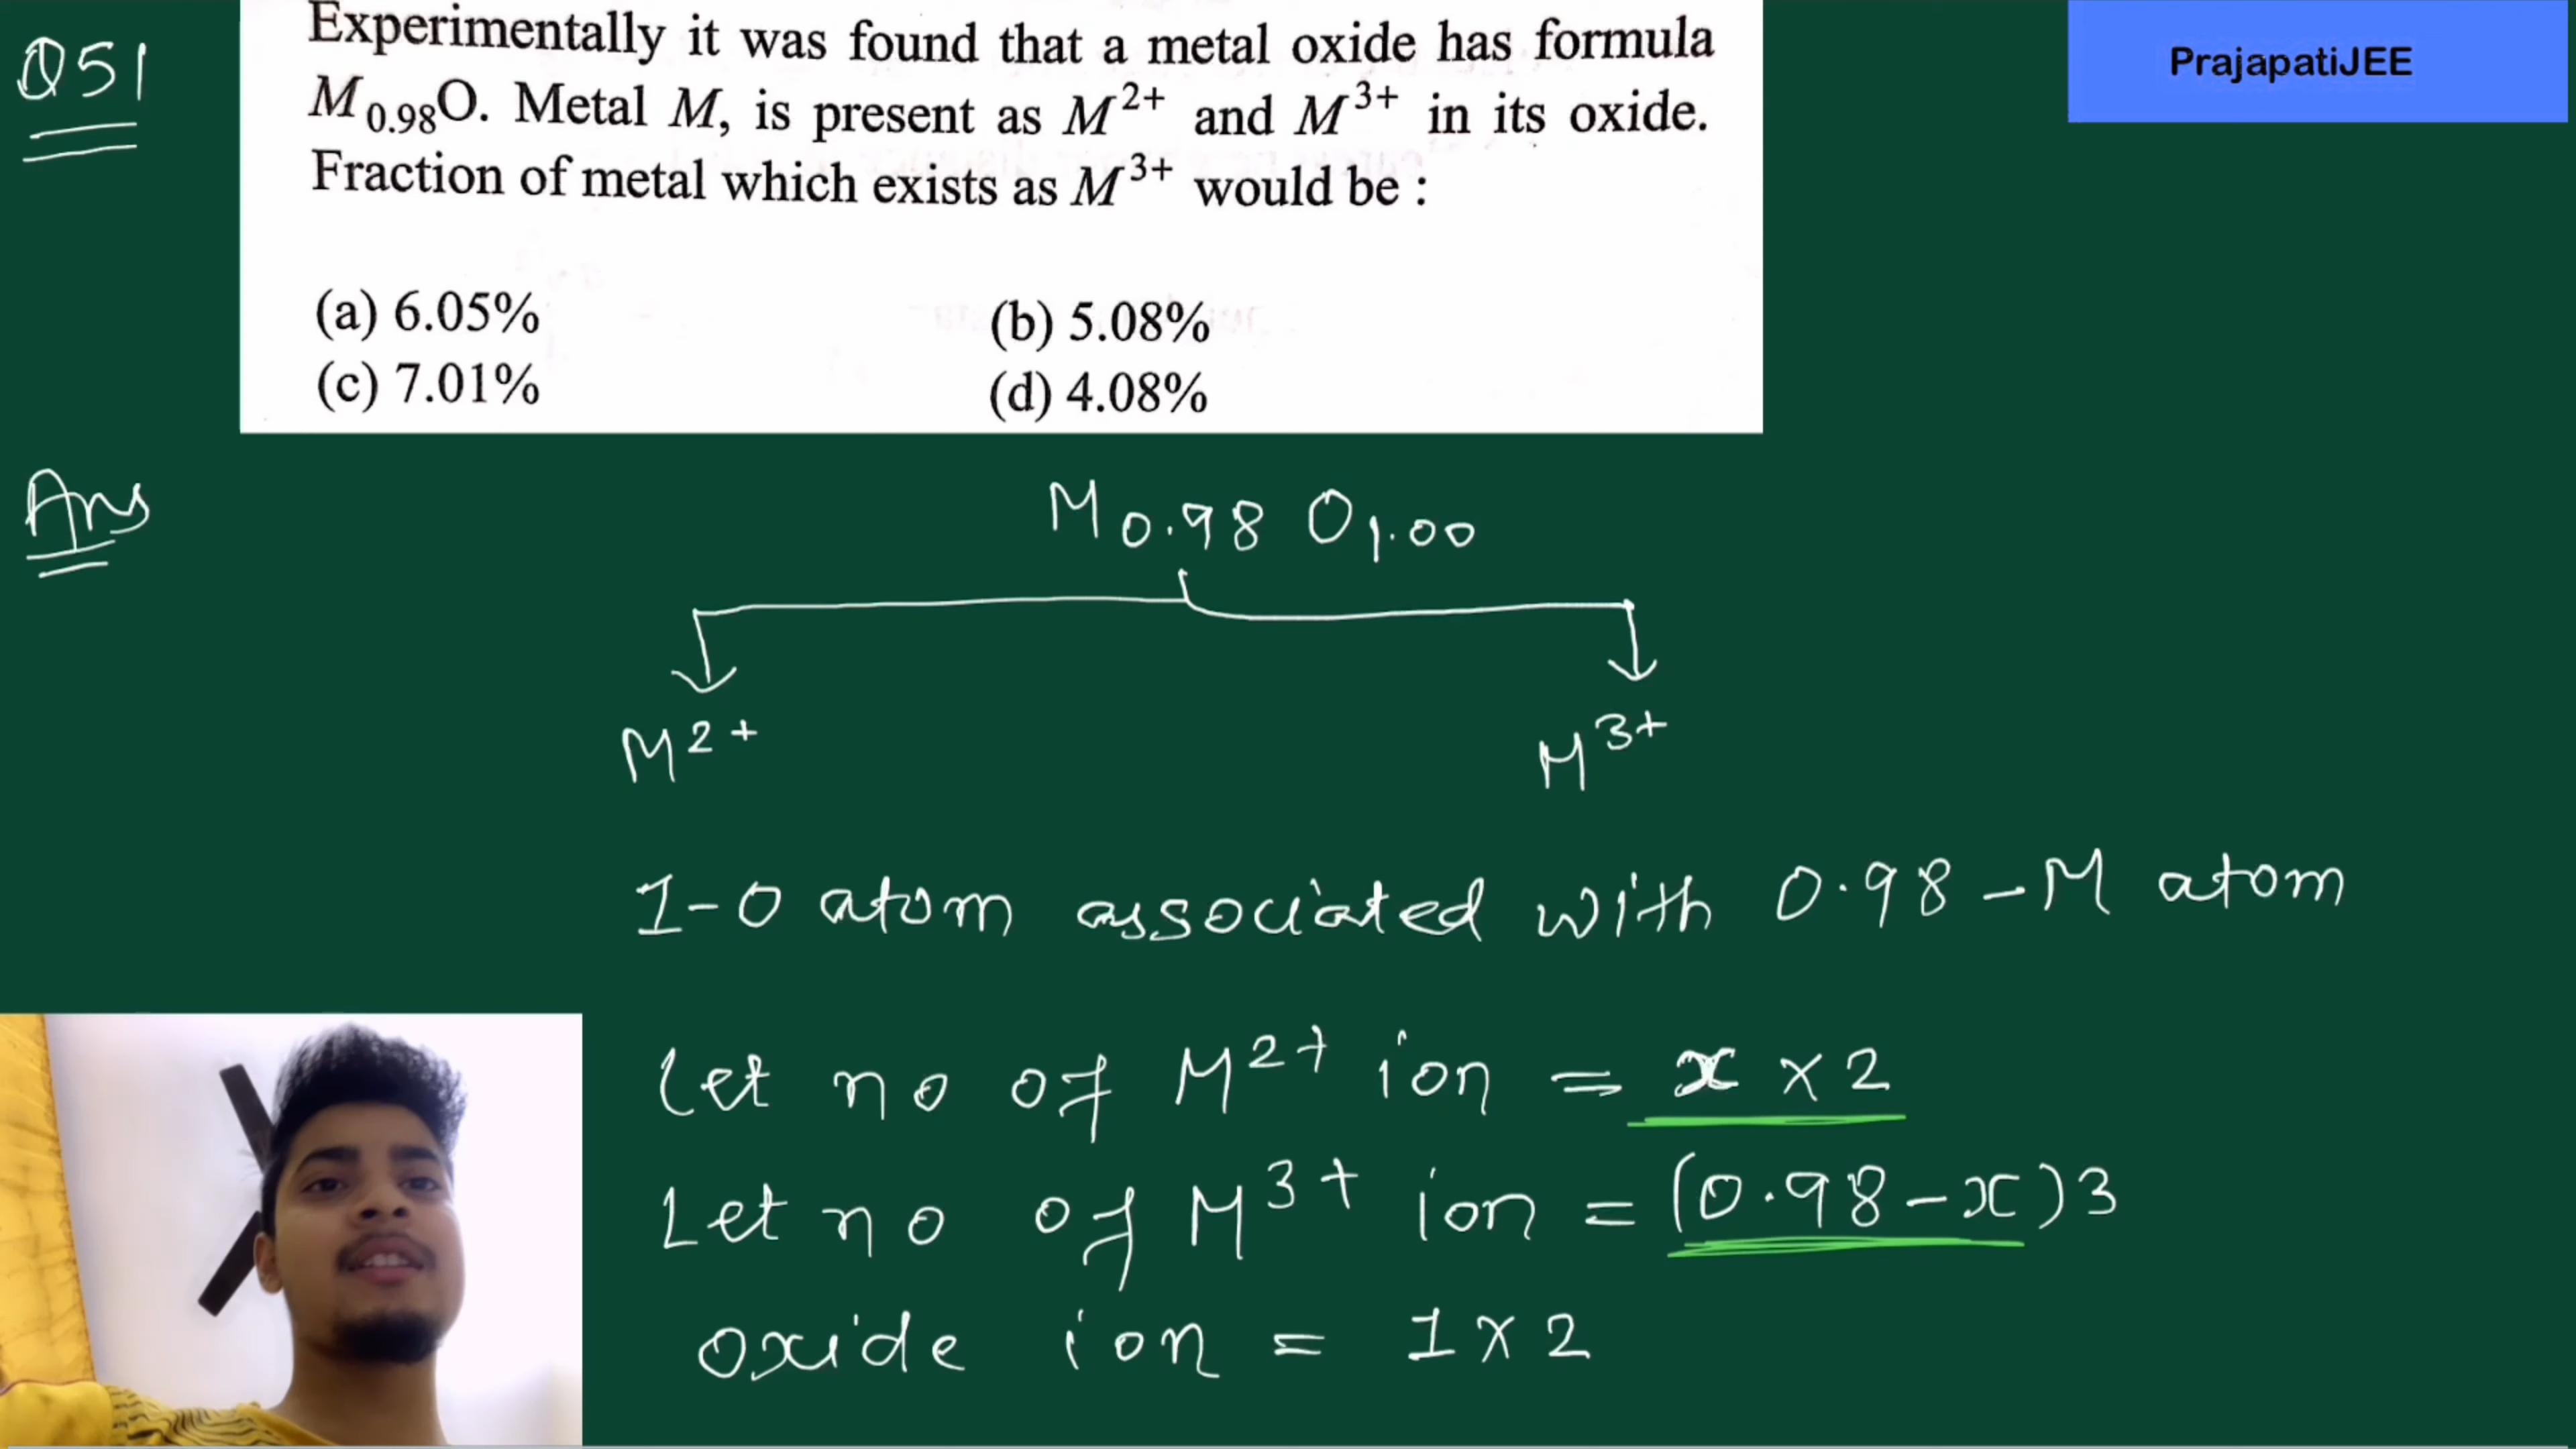 Q51
Experimentally it was found that a metal oxide has formula
M0.98O. Metal M, is present as M2+ and M3+ in its oxide.
Fraction of metal which exists as M3+ would be :
(a) 6.05% (b) 5.08%
(c) 7.01% (d) 4.08%
PrajapatiJEE
Ans
M0.98 O1.00
M2+ M3+
1-O atom associated with 0.98-M atom
Let no of M2+ ion = x × 2
Let no of M3+ ion = (0.98-x)3
oxide ion = 1×2